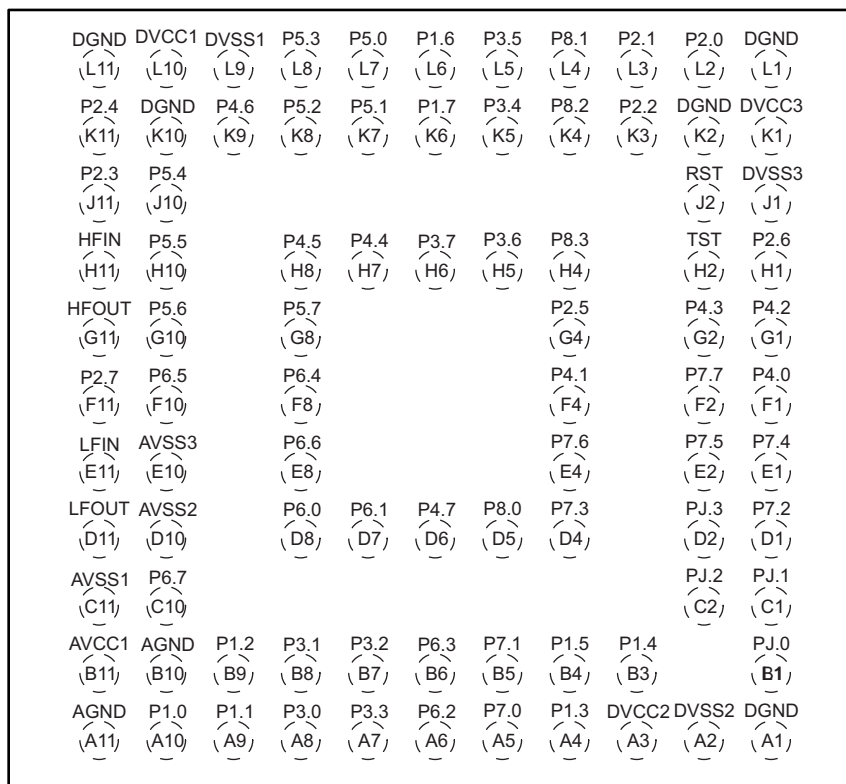 DGND DVCC1 DVSS1 P5.3 P5.0 P1.6 P3.5 P8.1 P2.1 P2.0 DGND
L11 L10 L9 L8 L7 L6 L5 L4 L3 L2 L1
P2.4 DGND P4.6 P5.2 P5.1 P1.7 P3.4 P8.2 P2.2 DGND DVCC3
K11 K10 K9 K8 K7 K6 K5 K4 K3 K2 K1
P2.3 P5.4 RST DVSS3
J11 J10 J2 J1
HFIN P5.5 P4.5 P4.4 P3.7 P3.6 P8.3 TST P2.6
H11 H10 H8 H7 H6 H5 H4 H2 H1
HFOUT P5.6 P5.7 P2.5 P4.3 P4.2
G11 G10 G8 G4 G2 G1
P2.7 P6.5 P6.4 P4.1 P7.7 P4.0
F11 F10 F8 F4 F2 F1
LFIN AVSS3 P6.6 P7.6 P7.5 P7.4
E11 E10 E8 E4 E2 E1
LFOUT AVSS2 P6.0 P6.1 P4.7 P8.0 P7.3 PJ.3 P7.2
D11 D10 D8 D7 D6 D5 D4 D2 D1
AVSS1 P6.7 PJ.2 PJ.1
C11 C10 C2 C1
AVCC1 AGND P1.2 P3.1 P3.2 P6.3 P7.1 P1.5 P1.4 PJ.0
B11 B10 B9 B8 B7 B6 B5 B4 B3 B1
AGND P1.0 P1.1 P3.0 P3.3 P6.2 P7.0 P1.3 DVCC2 DVSS2 DGND
A11 A10 A9 A8 A7 A6 A5 A4 A3 A2 A1